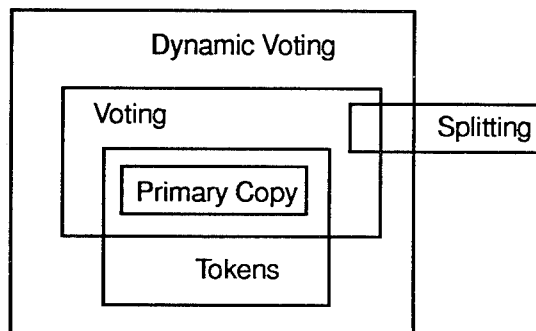 Dynamic Voting
Voting
Splitting
Primary Copy
Tokens